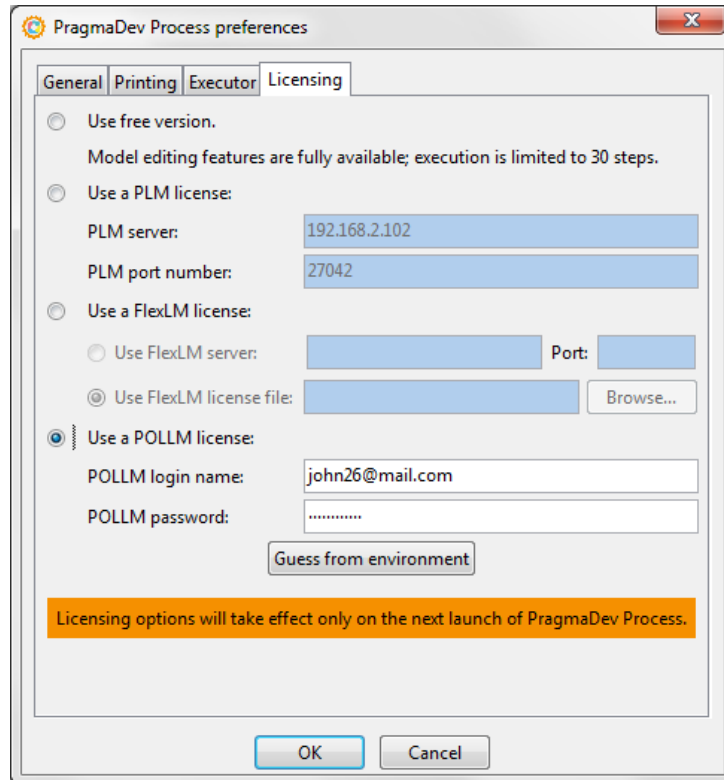 PragmaDev Process preferences
General Printing Executor Licensing
Use free version.
Model editing features are fully available; execution is limited to 30 steps.
Use a PLM license:
PLM server: 192.168.2.102
PLM port number: 27042
Use a FlexLM license:
Use FlexLM server: Port:
Use FlexLM license file: Browse...
Use a POLLM license:
POLLM login name: john26@mail.com
POLLM password: ............
Guess from environment
Licensing options will take effect only on the next launch of PragmaDev Process.
OK Cancel